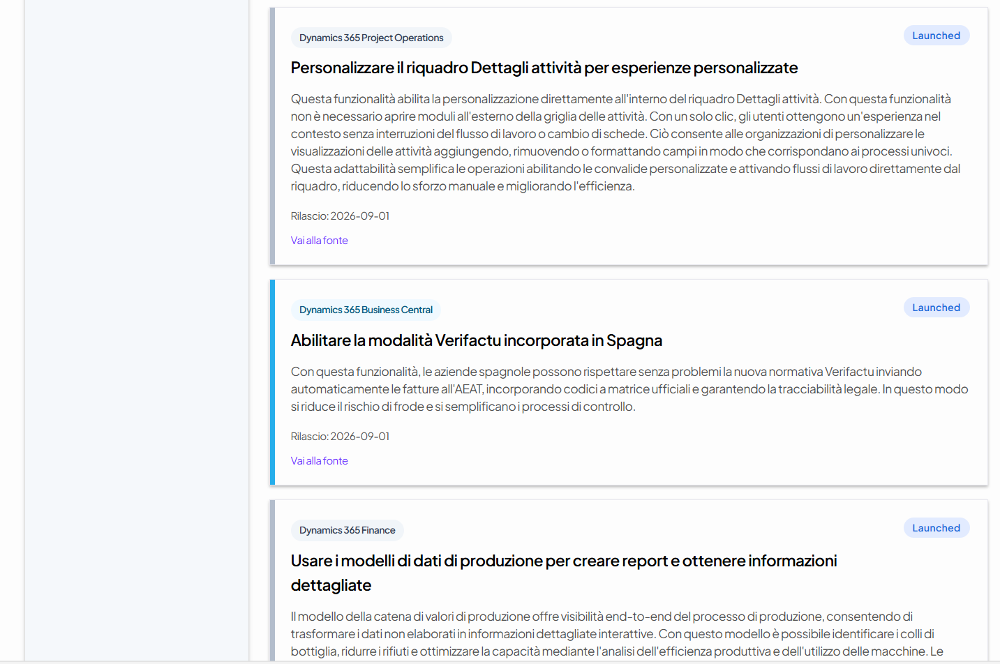 Dynamics 365 Project Operations
Launched
Personalizzare il riquadro Dettagli attività per esperienze personalizzate
Questa funzionalità abilita la personalizzazione direttamente all'interno del riquadro Dettagli attività. Con questa funzionalità
non è necessario aprire moduli all'esterno della griglia delle attività. Con un solo clic, gli utenti ottengono un'esperienza nel
contesto senza interruzioni del flusso di lavoro o cambio di schede. Ciò consente alle organizzazioni di personalizzare le
visualizzazioni delle attività aggiungendo, rimuovendo o formattando campi in modo che corrispondano ai processi univoci.
Questa adattabilità semplifica le operazioni abilitando le convalide personalizzate e attivando flussi di lavoro direttamente dal
riquadro, riducendo lo sforzo manuale e migliorando l'efficienza.
Rilascio: 2026-09-01
Vai alla fonte
Dynamics 365 Business Central
Launched
Abilitare la modalità Verifactu incorporata in Spagna
Con questa funzionalità, le aziende spagnole possono rispettare senza problemi la nuova normativa Verifactu inviando
automaticamente le fatture all'AEAT, incorporando codici a matrice ufficiali e garantendo la tracciabilità legale. In questo modo
si riduce il rischio di frode e si semplificano i processi di controllo.
Rilascio: 2026-09-01
Vai alla fonte
Dynamics 365 Finance
Launched
Usare i modelli di dati di produzione per creare report e ottenere informazioni
dettagliate
Il modello della catena di valori di produzione offre visibilità end-to-end del processo di produzione, consentendo di
trasformare i dati non elaborati in informazioni dettagliate interattive. Con questo modello è possibile identificare i colli di
bottiglia, ridurre i rifiuti e ottimizzare la capacità mediante l'analisi dell'efficienza produttiva e dell'utilizzo delle macchine. Le